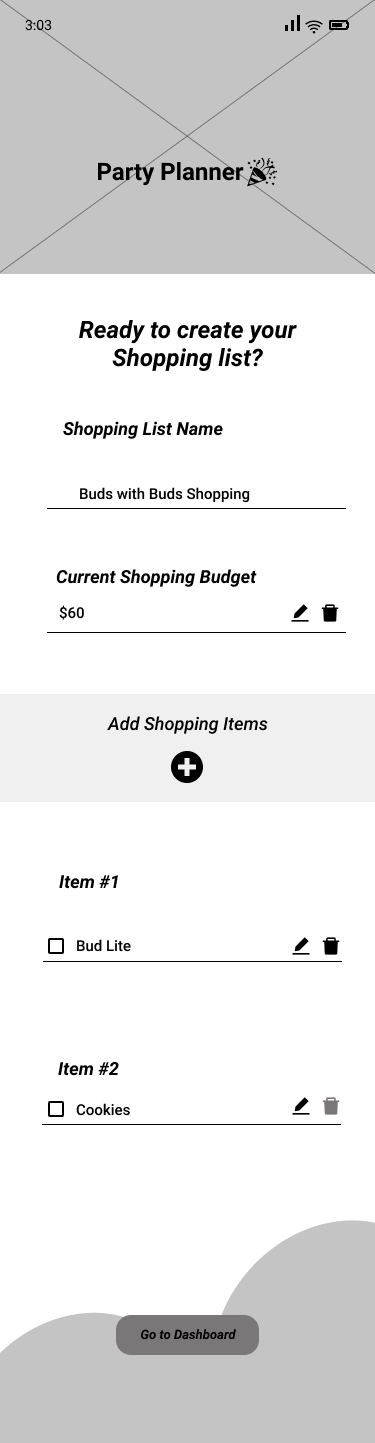 3:03
Party Planner
Ready to create your
Shopping list?
Shopping List Name
Buds with Buds Shopping
Current Shopping Budget
$60
Add Shopping Items
Item #1
Bud Lite
Item #2
Cookies
Go to Dashboard